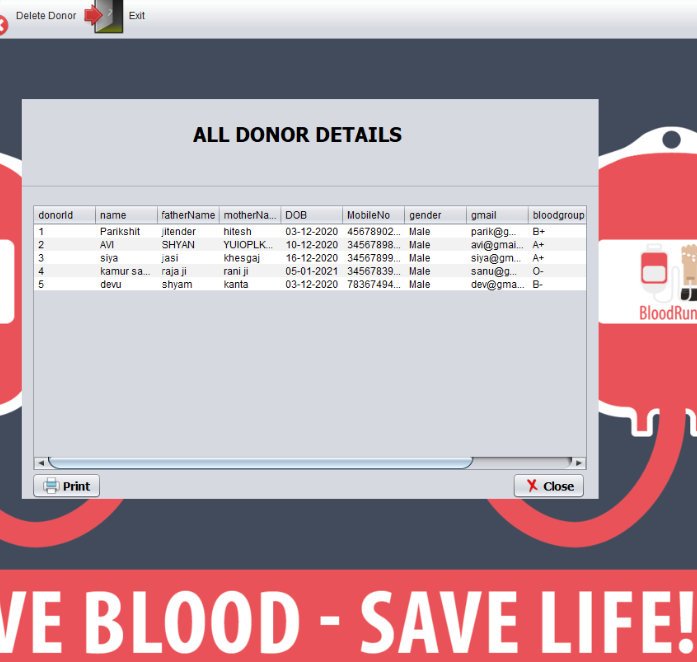 Delete Donor Exit
ALL DONOR DETAILS
donorId name fatherName motherNa... DOB MobileNo gender gmail bloodgroup
1 Parikshit jitender hitesh 03-12-2020 45678902... Male parik@g... B+
2 AVI SHYAN YUIOPLK... 10-12-2020 34567898... Male avi@gmai... A+
3 siya jasi khesgaj 16-12-2020 34567899... Male siya@gm... A+
4 kamur sa... raja ji rani ji 05-01-2021 34567839... Male sanu@g... O-
5 devu shyam kanta 03-12-2020 78367494... Male dev@gma... B-
BloodRun
Print Close
VE BLOOD - SAVE LIFE!